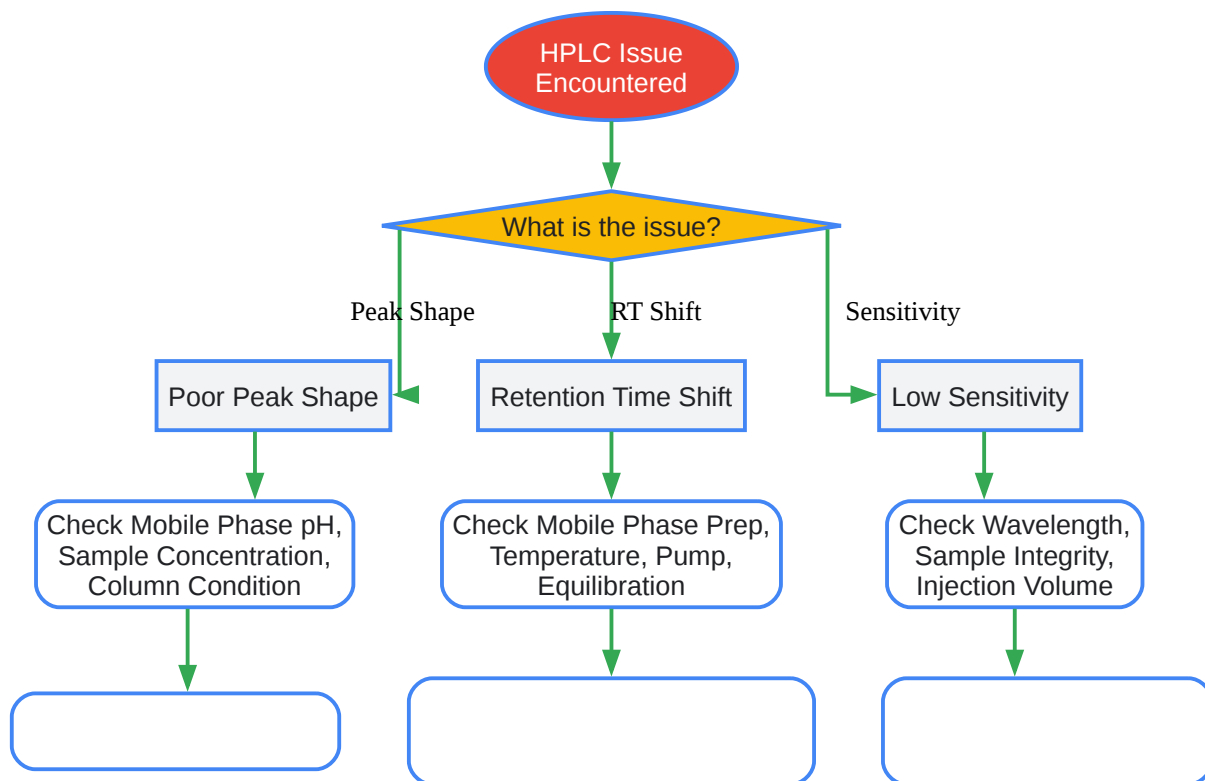 HPLC Issue
Encountered
What is the issue?
Peak Shape
RT Shift
Sensitivity
Poor Peak Shape
Retention Time Shift
Low Sensitivity
Check Mobile Phase pH,
Sample Concentration,
Column Condition
Check Mobile Phase Prep,
Temperature, Pump,
Equilibration
Check Wavelength,
Sample Integrity,
Injection Volume